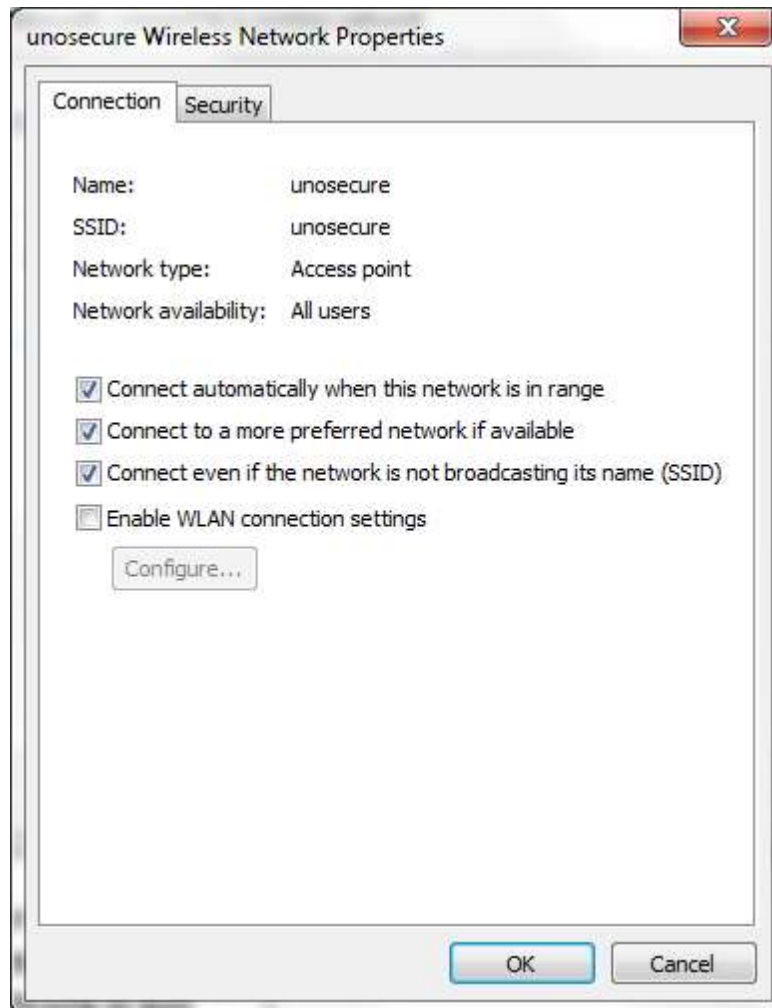 unosecure Wireless Network Properties
Connection Security
Name: unosecure
SSID: unosecure
Network type: Access point
Network availability: All users
Connect automatically when this network is in range
Connect to a more preferred network if available
Connect even if the network is not broadcasting its name (SSID)
Enable WLAN connection settings
Configure...
OK Cancel